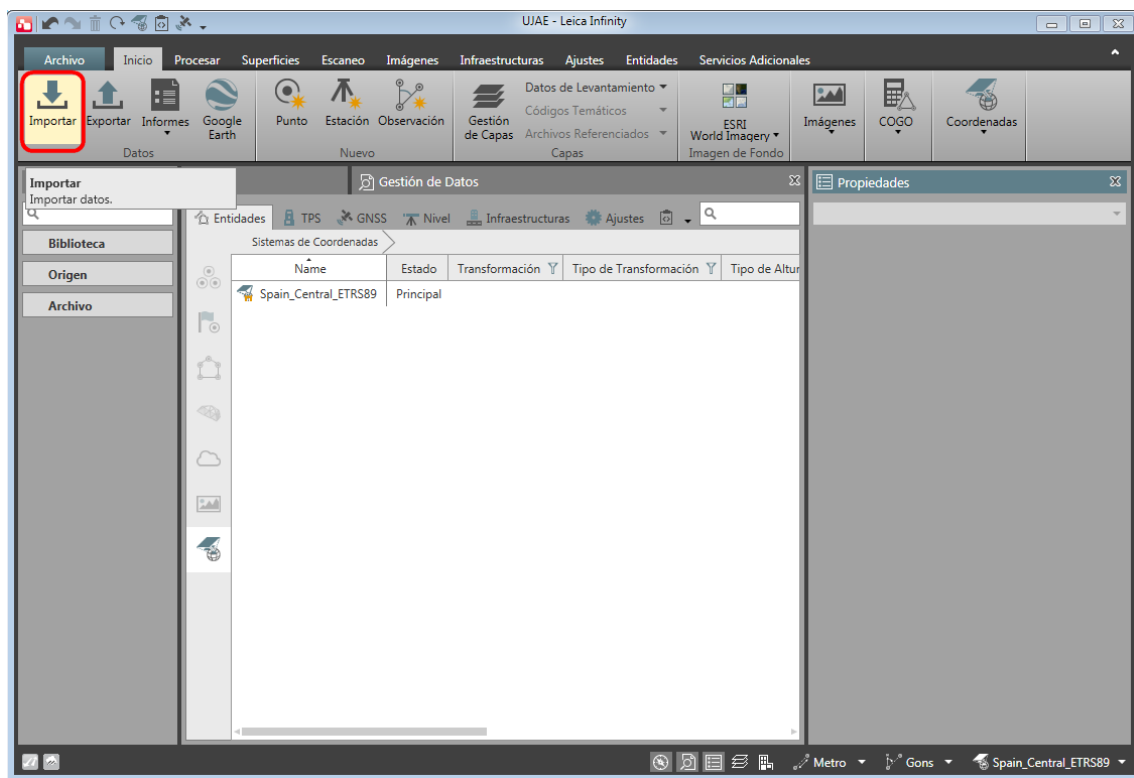 UJAE - Leica Infinity
Archivo Inicio Procesar Superficies Escaneo Imágenes Infraestructuras Ajustes Entidades Servicios Adicionales
Importar Exportar Informes Google Earth Punto Estación Observación Gestión de Capas
Datos de Levantamiento
Códigos Temáticos
Archivos Referenciados
ESRI World Imagery
Imágenes COGO Coordenadas
Datos Nuevo Capas Imagen de Fondo
Importar
Importar datos.
Gestión de Datos
Propiedades
Biblioteca
Origen
Archivo
Entidades TPS GNSS Nivel Infraestructuras Ajustes
Sistemas de Coordenadas
Name Estado Transformación Tipo de Transformación Tipo de Altur
Spain_Central_ETRS89 Principal
Metro Gons Spain_Central_ETRS89